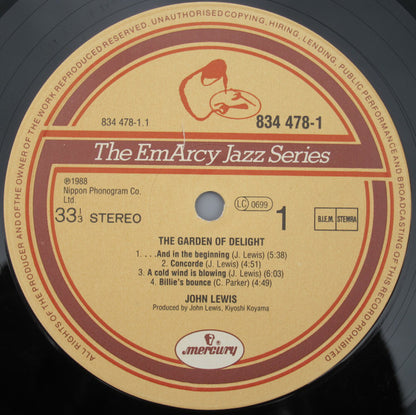 ALL RIGHTS OF THE PRODUCER AND OF THE OWNER OF THE WORK REPRODUCED RESERVED. UNAUTHORISED COPYING, HIRING, LENDING, PUBLIC PERFORMANCE AND BROADCASTING OF THIS RECORD PROHIBITED
834 478-1.1
834 478-1
The EmArcy Jazz Series
℗1988
Nippon Phonogram Co.
Ltd.
33⅓ STEREO
LC 0699
1
B.I.E.M. STEMRA
THE GARDEN OF DELIGHT
1. . . .And in the beginning (J. Lewis) (5:38)
2. Concorde (J. Lewis) (4:51)
3. A cold wind is blowing (J. Lewis) (6:03)
4. Billie's bounce (C. Parker) (4:49)
JOHN LEWIS
Produced by John Lewis, Kiyoshi Koyama
mercury